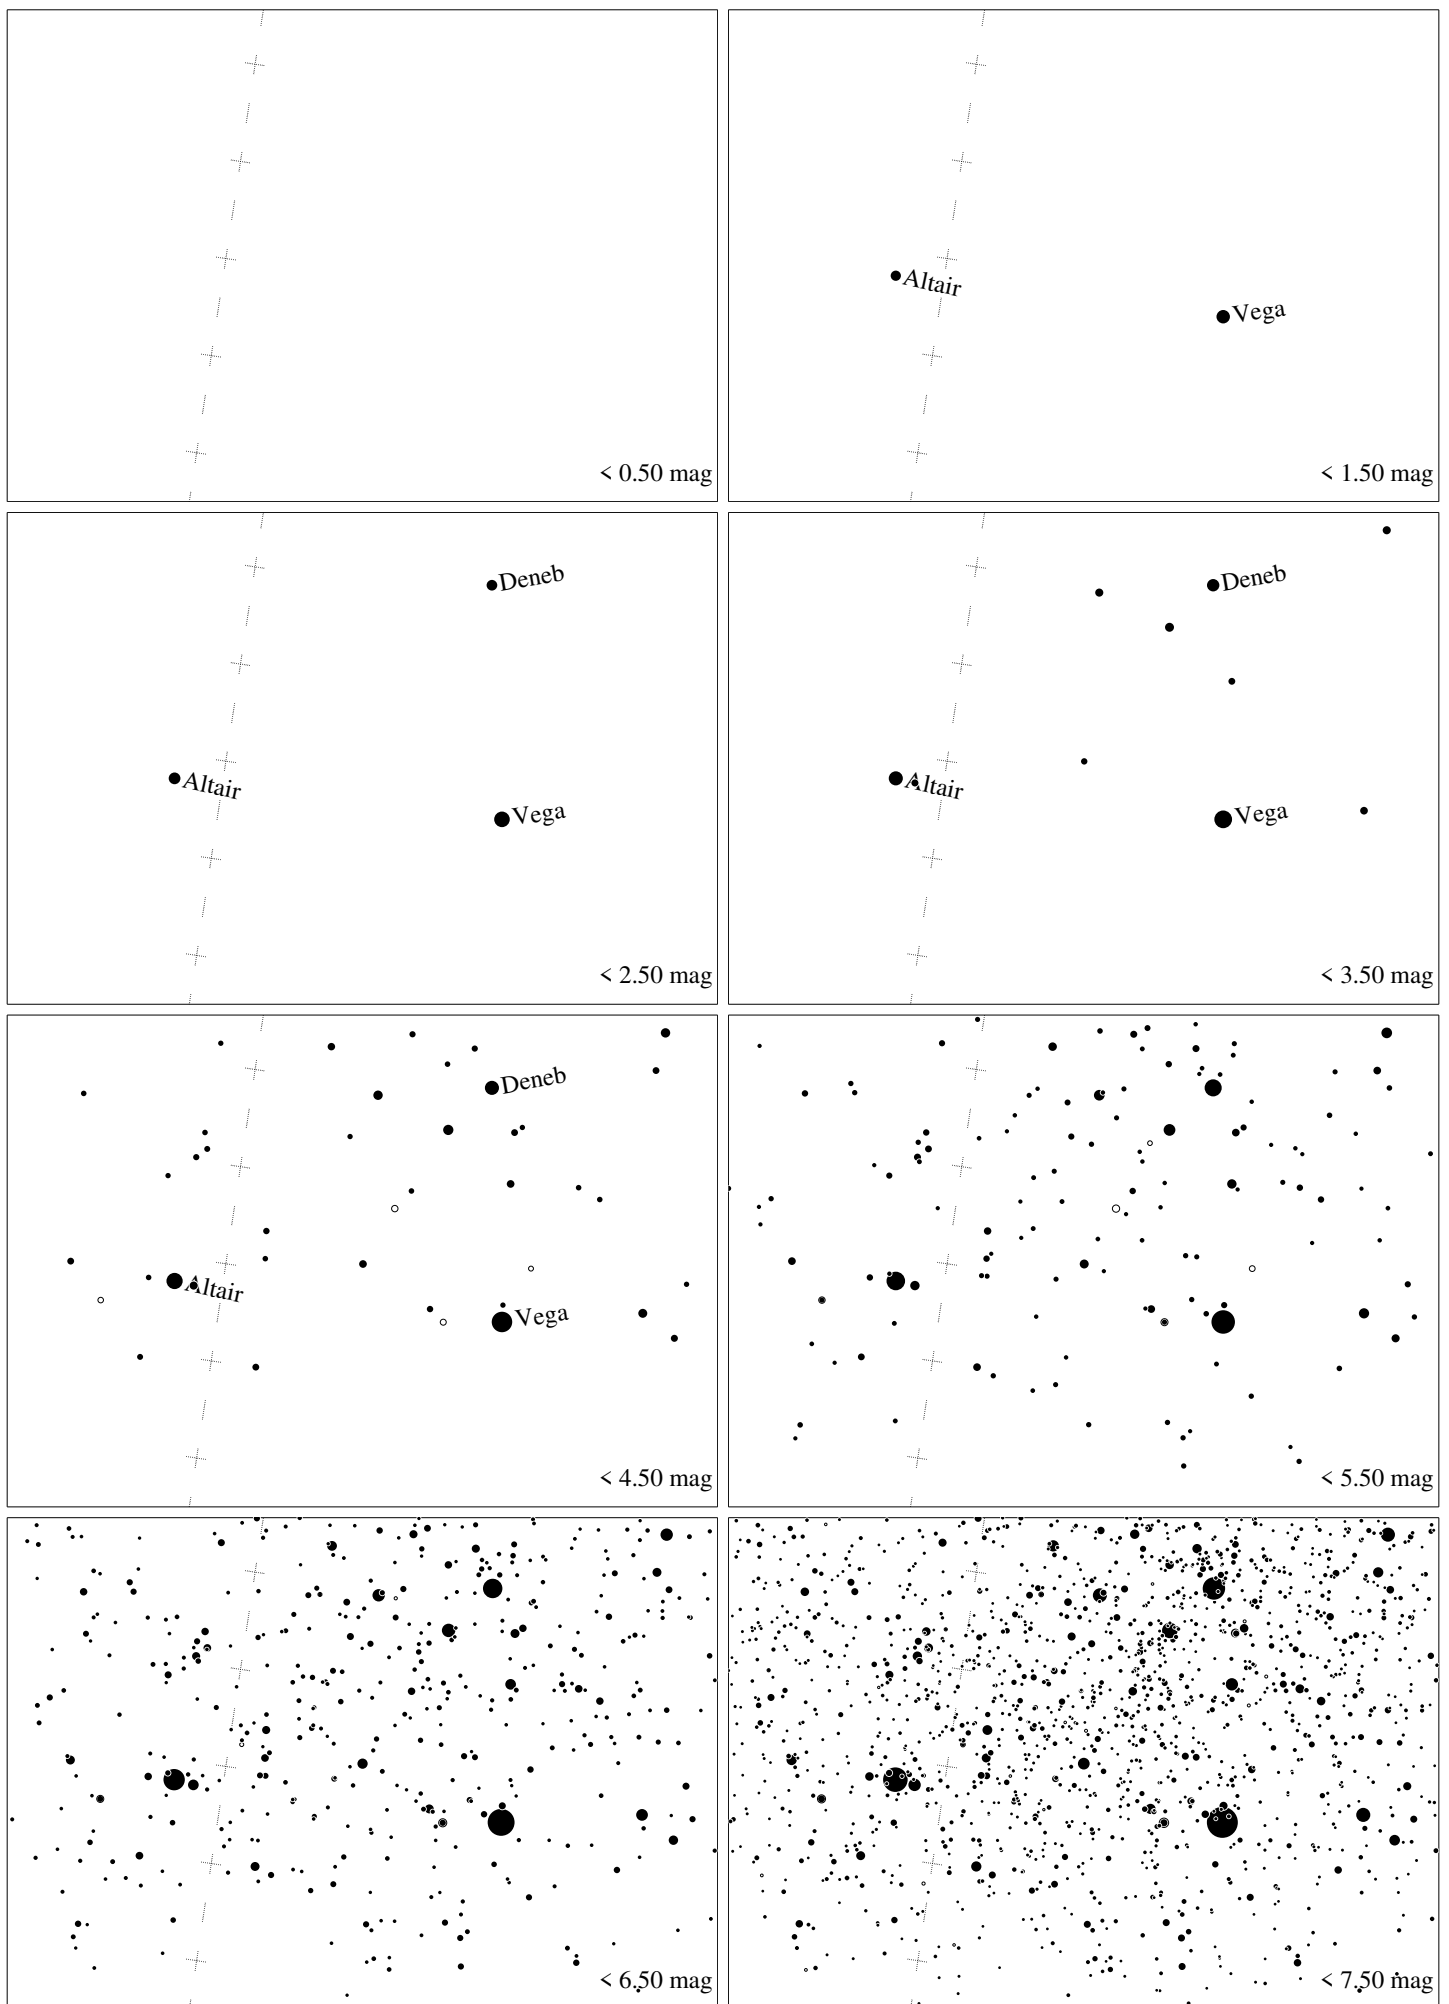 < 0.50 mag
Altair
Vega
< 1.50 mag
Deneb
Altair
Vega
< 2.50 mag
Deneb
Altair
Vega
< 3.50 mag
Deneb
Altair
Vega
< 4.50 mag
< 5.50 mag
< 6.50 mag
< 7.50 mag